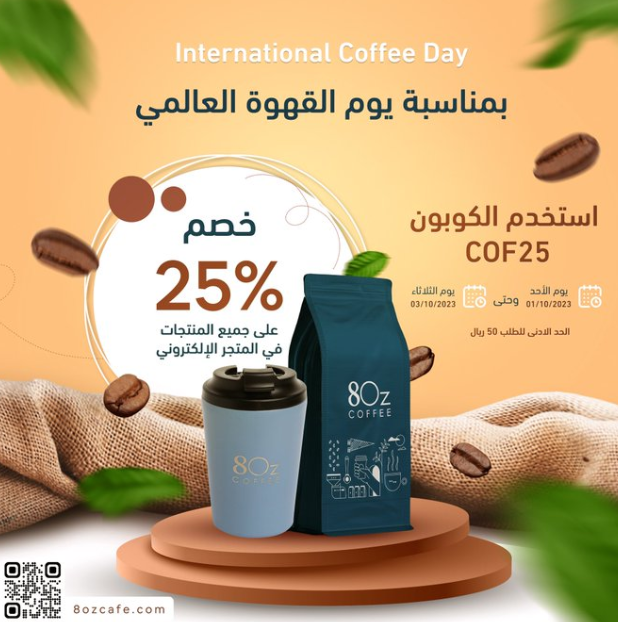 International Coffee Day
بمناسبة يوم القهوة العالمي
خصم
25%
على جميع المنتجات
في المتجر الإلكتروني
استخدم الكوبون
COF25
يوم الأحد
01/10/2023
وحتى
يوم الثلاثاء
03/10/2023
الحد الادنى للطلب 50 ريال
8Oz
COFFEE
8Oz
COFFEE
8ozcafe.com